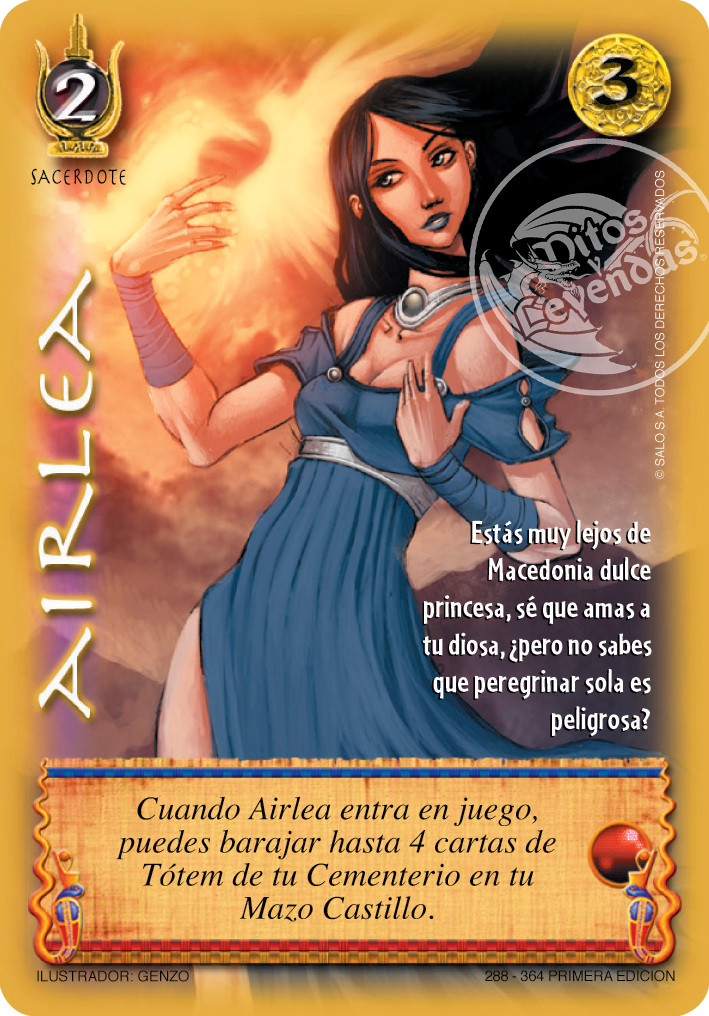 2
3
SACERDOTE
Mitos
y
Leyendas
©
© SALO S.A. TODOS LOS DERECHOS RESERVADOS
AIRLEA
Estás muy lejos de
Macedonia dulce
princesa, sé que amas a
tu diosa, ¿pero no sabes
que peregrinar sola es
peligrosa?
Cuando Airlea entra en juego,
puedes barajar hasta 4 cartas de
Tótem de tu Cementerio en tu
Mazo Castillo.
ILUSTRADOR: GENZO
288 - 364 PRIMERA EDICION